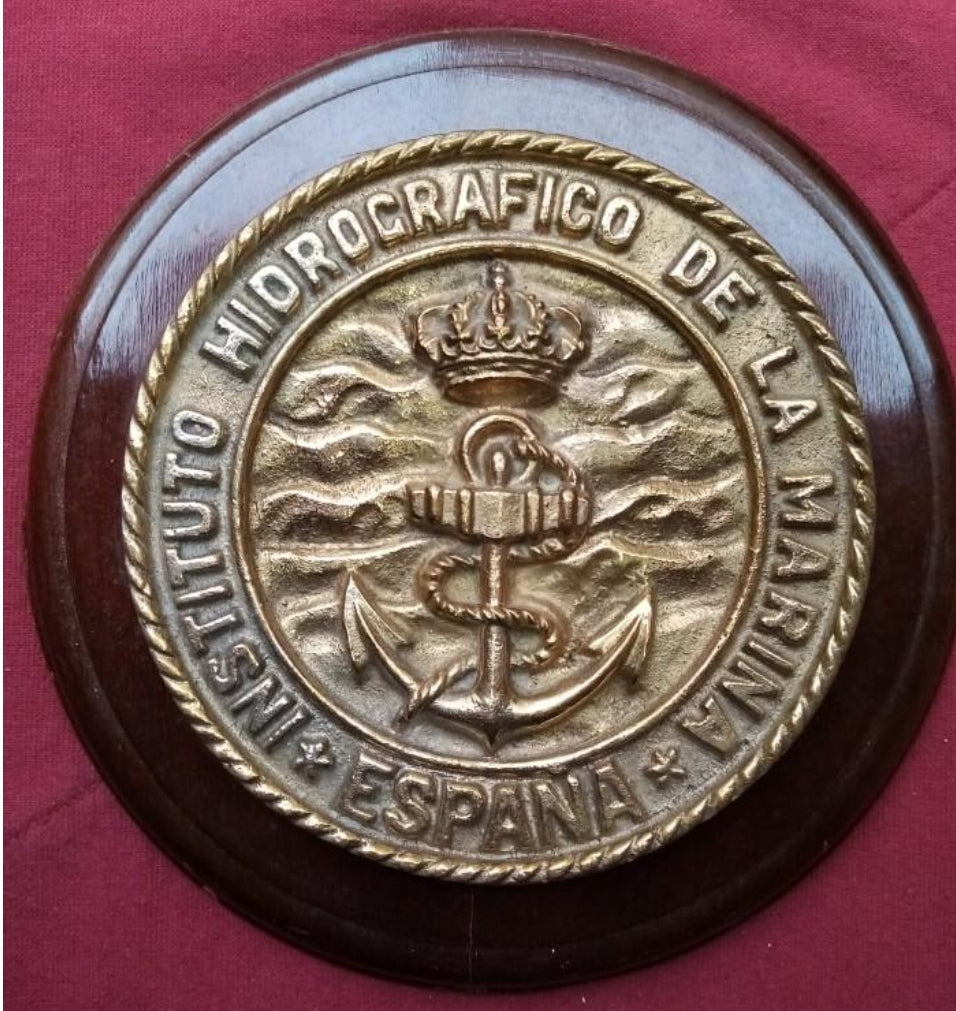 INSTITUTO HIDROGRAFICO DE LA MARINA
* ESPAÑA *